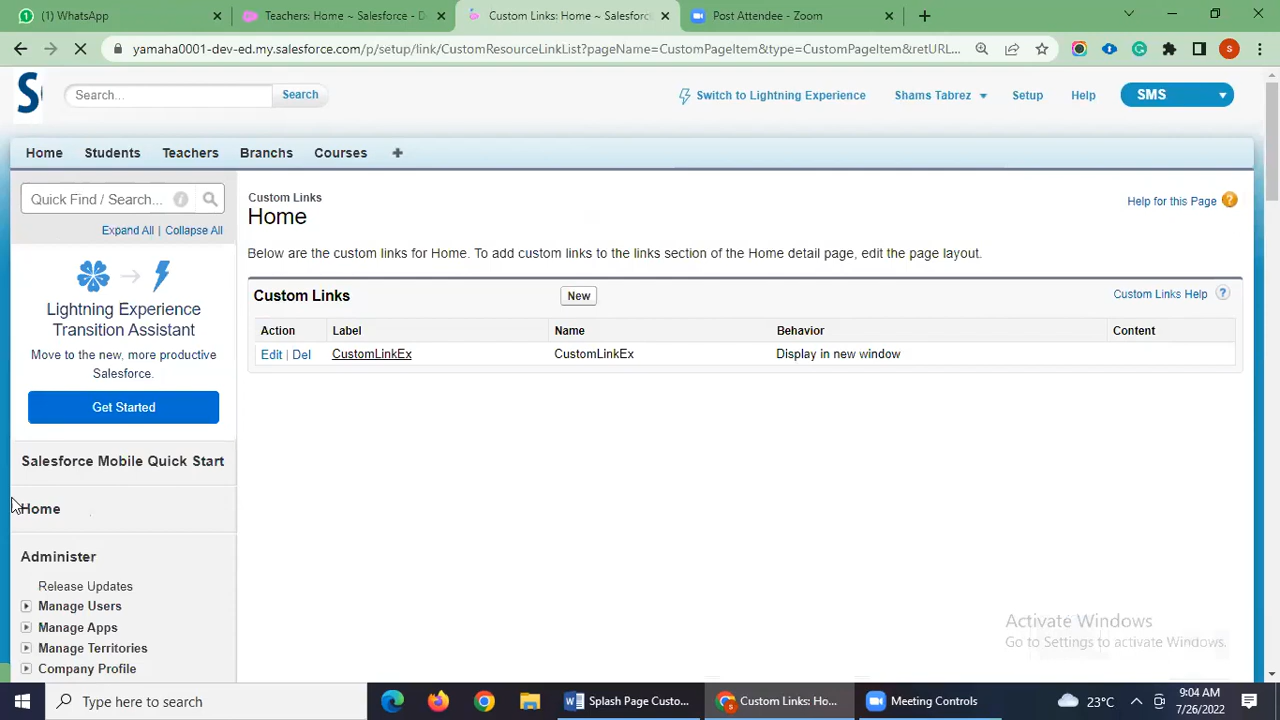 (1) WhatsApp
Teachers: Home ~ Salesforce - D
Custom Links: Home ~ Salesforc
Post Attendee - Zoom
yamaha0001-dev-ed.my.salesforce.com/p/setup/link/CustomResourceLinkList?pageName=CustomPageItem&type=CustomPageItem&retURL...
S
S
Search...
Search
Switch to Lightning Experience
Shams Tabrez
Setup
Help
SMS
Home
Students
Teachers
Branchs
Courses
Quick Find / Search...
Expand All | Collapse All
Lightning Experience
Transition Assistant
Move to the new, more productive
Salesforce.
Get Started
Salesforce Mobile Quick Start
Home
Administer
Release Updates
Manage Users
Manage Apps
Manage Territories
Company Profile
Custom Links
Home
Help for this Page
Below are the custom links for Home. To add custom links to the links section of the Home detail page, edit the page layout.
Custom Links
New
Custom Links Help
Action Label Name Behavior Content
Edit | Del CustomLinkEx CustomLinkEx Display in new window
Activate Windows
Go to Settings to activate Windows.
Type here to search
Splash Page Custo...
Custom Links: Ho...
Meeting Controls
23°C
9:04 AM
7/26/2022